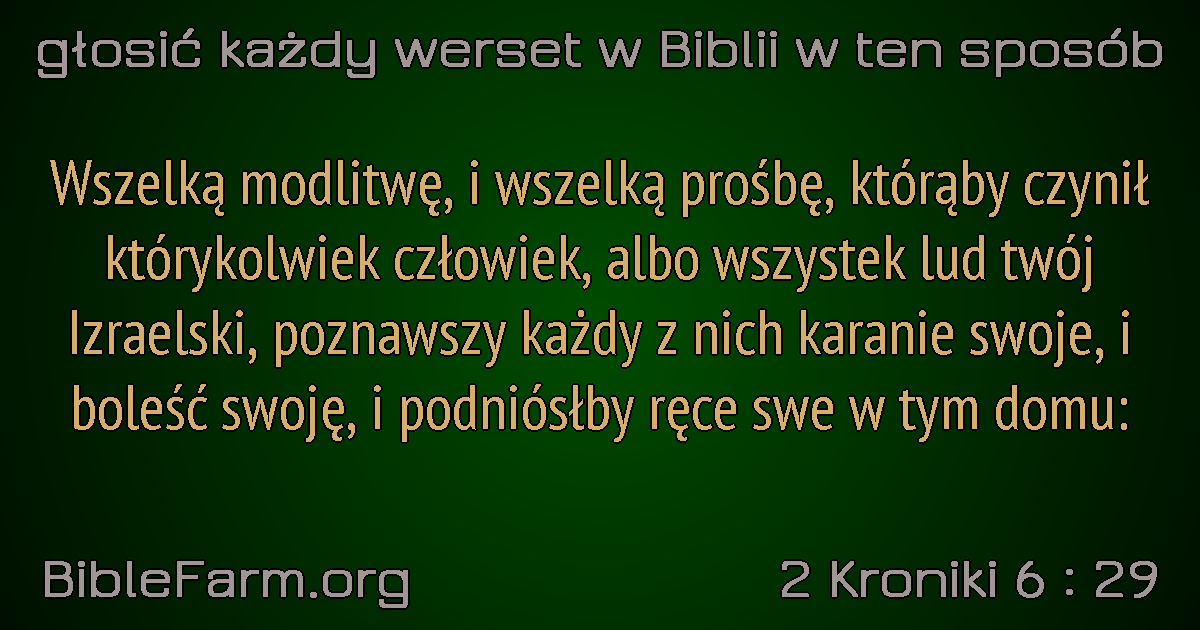 głosić każdy werset w Biblii w ten sposób
Wszelką modlitwę, i wszelką prośbę, którąby czynił
którykolwiek człowiek, albo wszystek lud twój
Izraelski, poznawszy każdy z nich karanie swoje, i
boleść swoję, i podniósłby ręce swe w tym domu:
BibleFarm.org
2 Kroniki 6 : 29